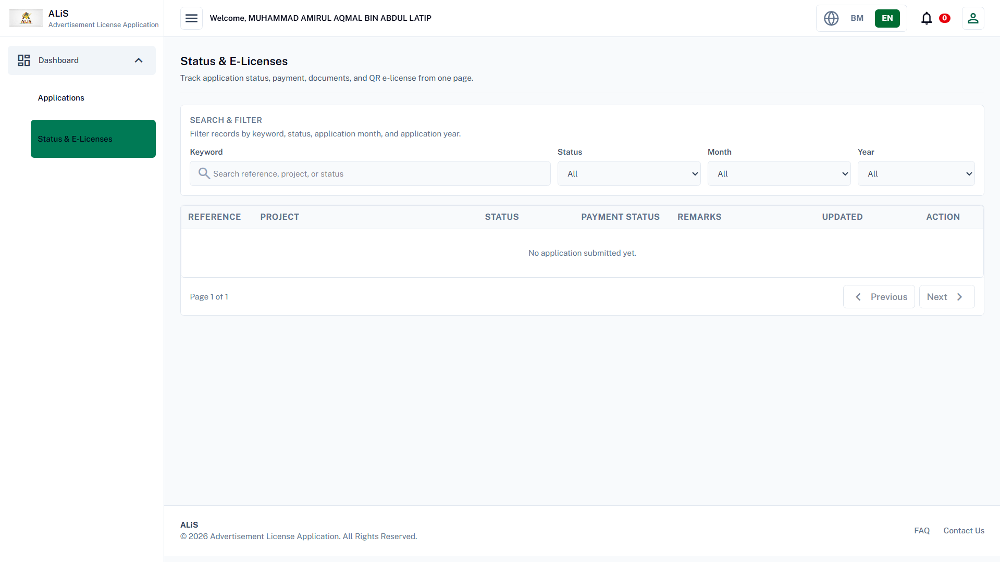 ALiS
ALiS
Advertisement License Application
Welcome, MUHAMMAD AMIRUL AQMAL BIN ABDUL LATIP
BM
EN
0
Dashboard
Applications
Status & E-Licenses
Status & E-Licenses
Track application status, payment, documents, and QR e-license from one page.
SEARCH & FILTER
Filter records by keyword, status, application month, and application year.
Keyword
Status
Month
Year
Search reference, project, or status
All
All
All
REFERENCE
PROJECT
STATUS
PAYMENT STATUS
REMARKS
UPDATED
ACTION
No application submitted yet.
Page 1 of 1
Previous
Next
ALiS
© 2026 Advertisement License Application. All Rights Reserved.
FAQ
Contact Us